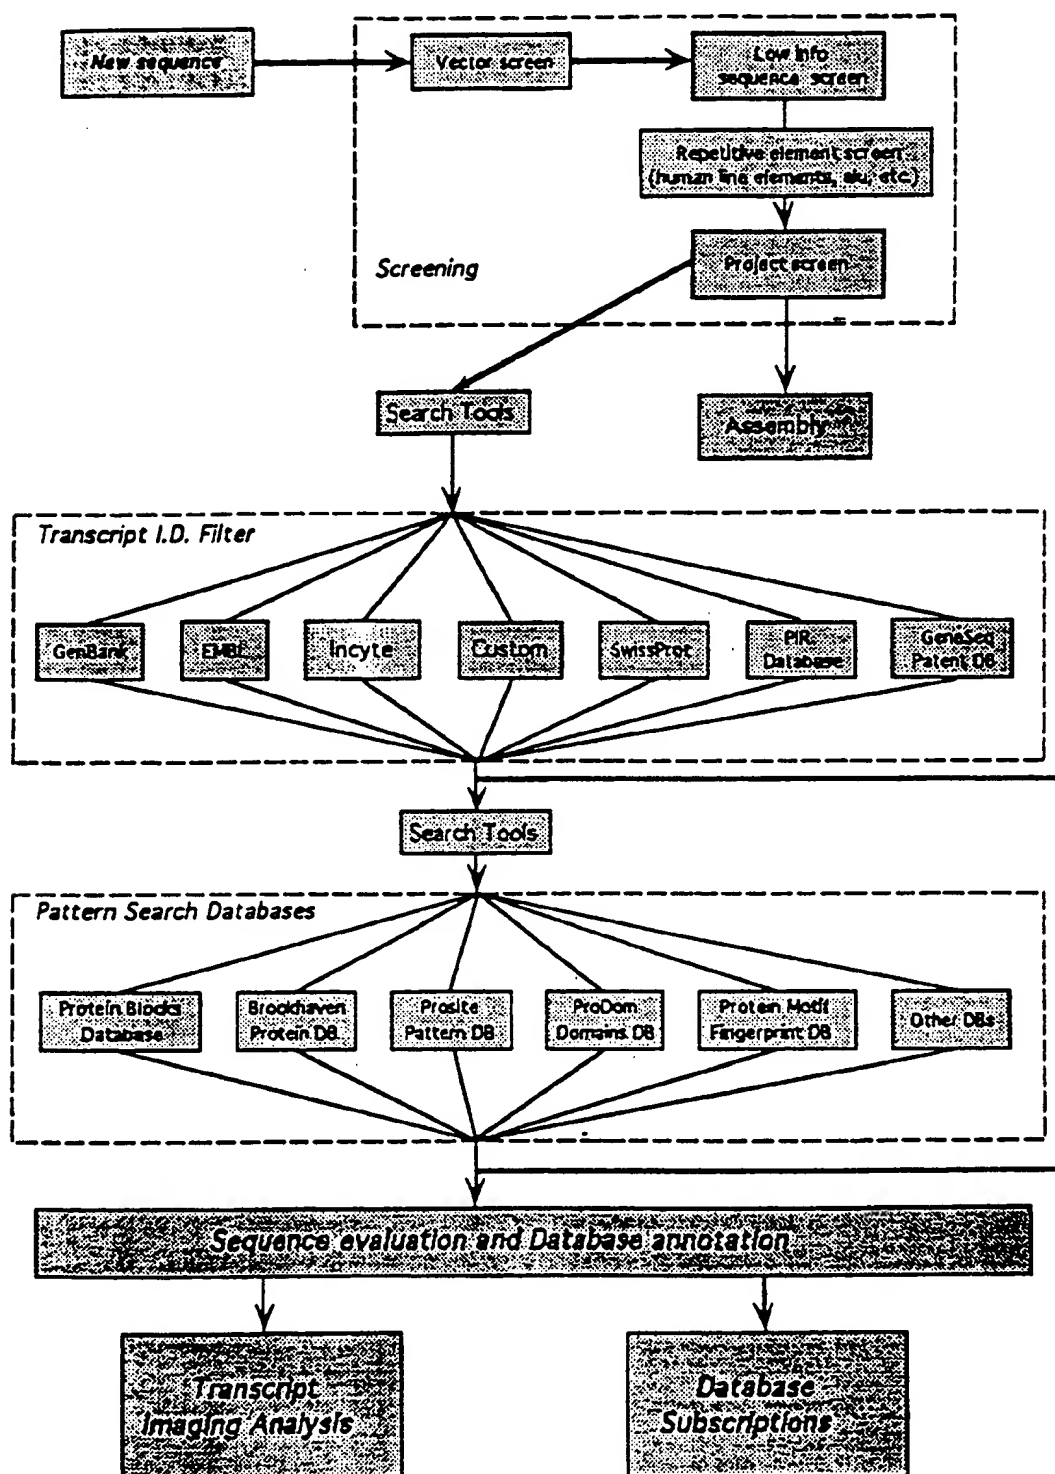 New sequence
Vector screen
Low info
sequence screen
Repetitive element screen
(human line elements, alu, etc.)
Project screen
Screening
Search Tools
Assembly
Transcript I.D. Filter
GenBank
EMBL
Incyte
Custom
SwissProt
PIR
Database
GeneSeq
Patent DB
Search Tools
Pattern Search Databases
Protein Blocks
Database
Brookhaven
Protein DB
Prosite
Pattern DB
ProDom
Domains DB
Protein Motif
Fingerprint DB
Other DBs
Sequence evaluation and Database annotation
Transcript
Imaging Analysis
Database
Subscriptions